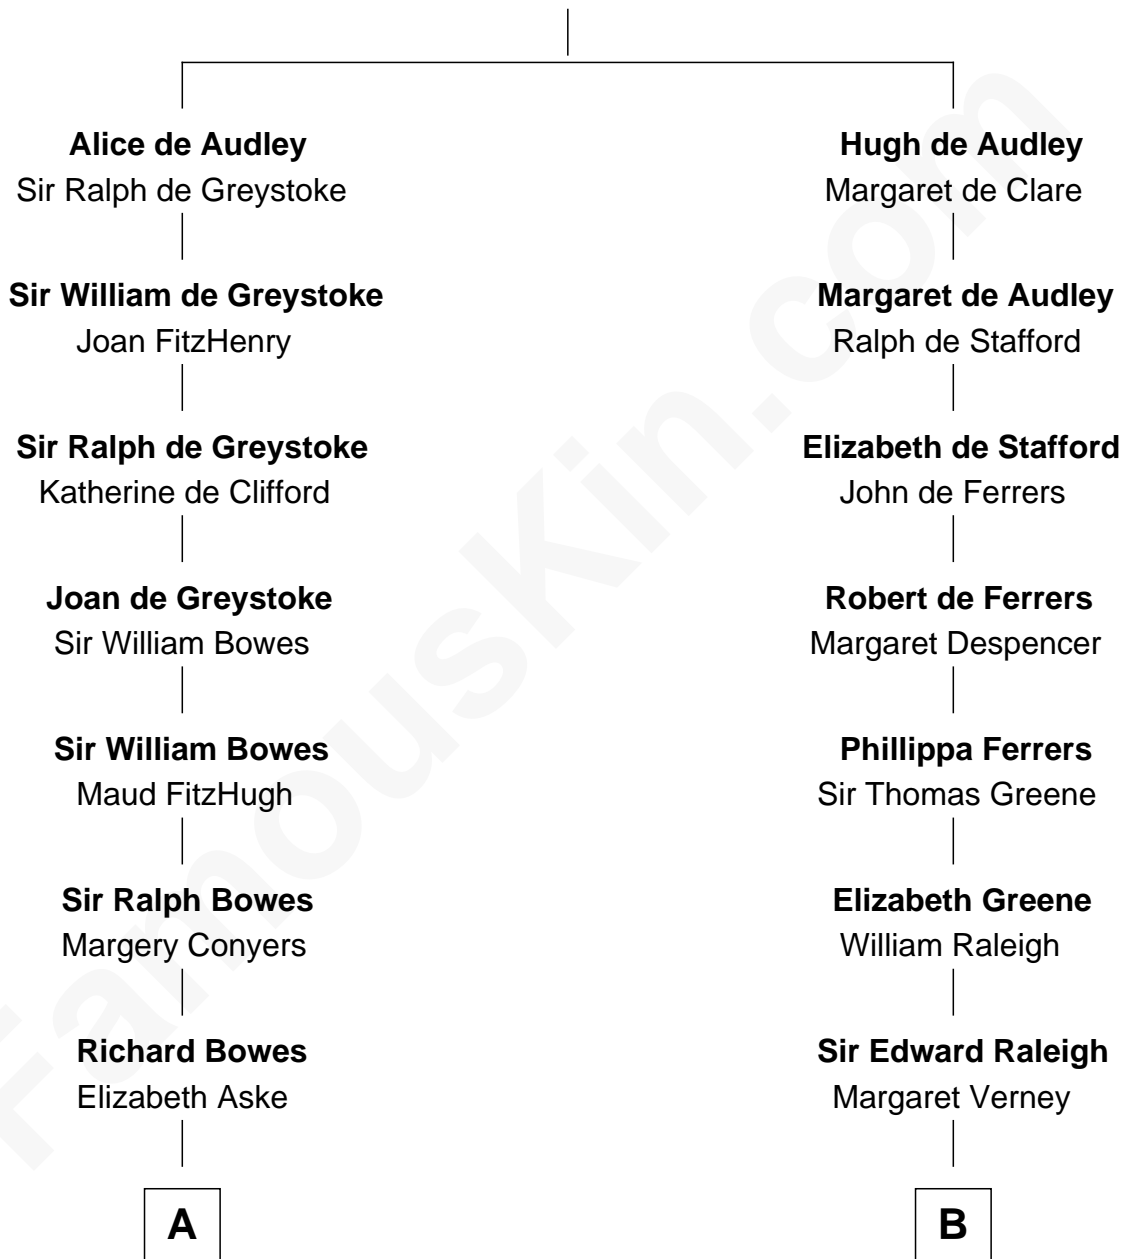 Alice de Audley
Sir Ralph de Greystoke
Sir William de Greystoke
Joan FitzHenry
Sir Ralph de Greystoke
Katherine de Clifford
Joan de Greystoke
Sir William Bowes
Sir William Bowes
Maud FitzHugh
Sir Ralph Bowes
Margery Conyers
Richard Bowes
Elizabeth Aske
A
Hugh de Audley
Margaret de Clare
Margaret de Audley
Ralph de Stafford
Elizabeth de Stafford
John de Ferrers
Robert de Ferrers
Margaret Despencer
Phillippa Ferrers
Sir Thomas Greene
Elizabeth Greene
William Raleigh
Sir Edward Raleigh
Margaret Verney
B
FamousKin.com